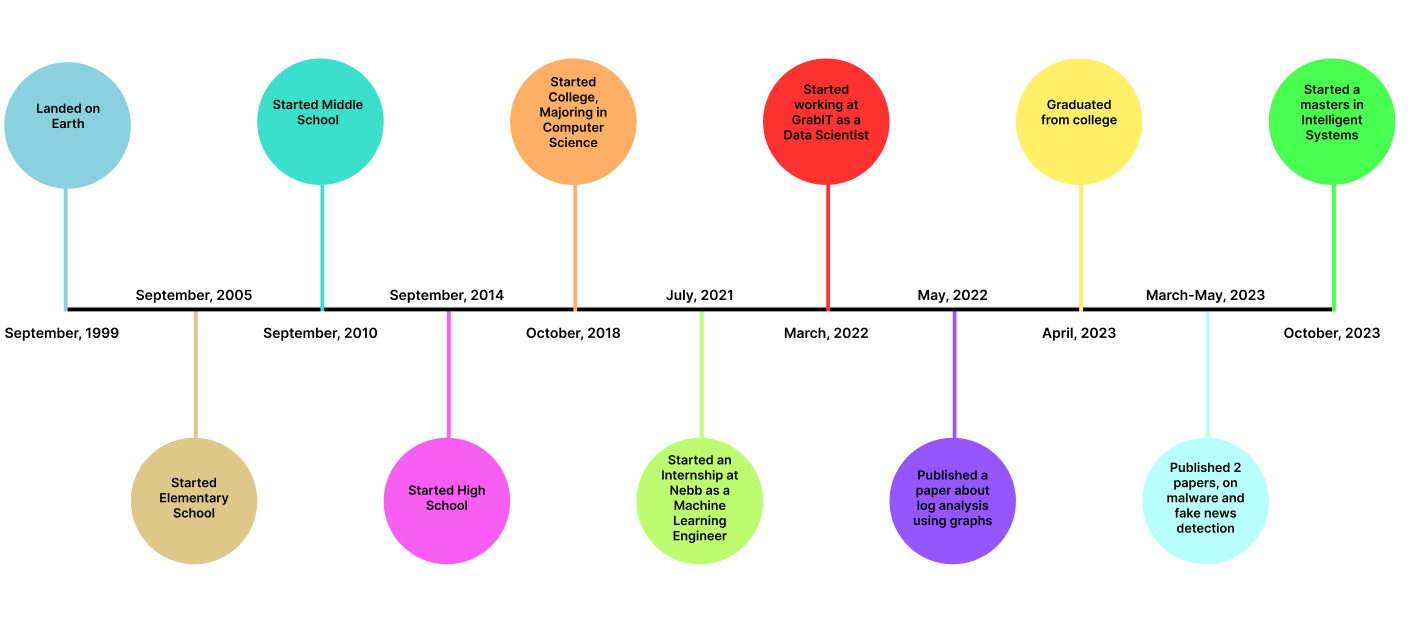 Landed on
Earth
Started Middle
School
Started
College,
Majoring in
Computer
Science
Started
working at
GrabIT as a
Data Scientist
Graduated
from college
Started a
masters in
Intelligent
Systems
September, 2005
September, 2014
July, 2021
May, 2022
March-May, 2023
September, 1999
September, 2010
October, 2018
March, 2022
April, 2023
October, 2023
Started
Elementary
School
Started High
School
Started an
Internship at
Nebb as a
Machine
Learning
Engineer
Published a
paper about
log analysis
using graphs
Published 2
papers, on
malware and
fake news
detection